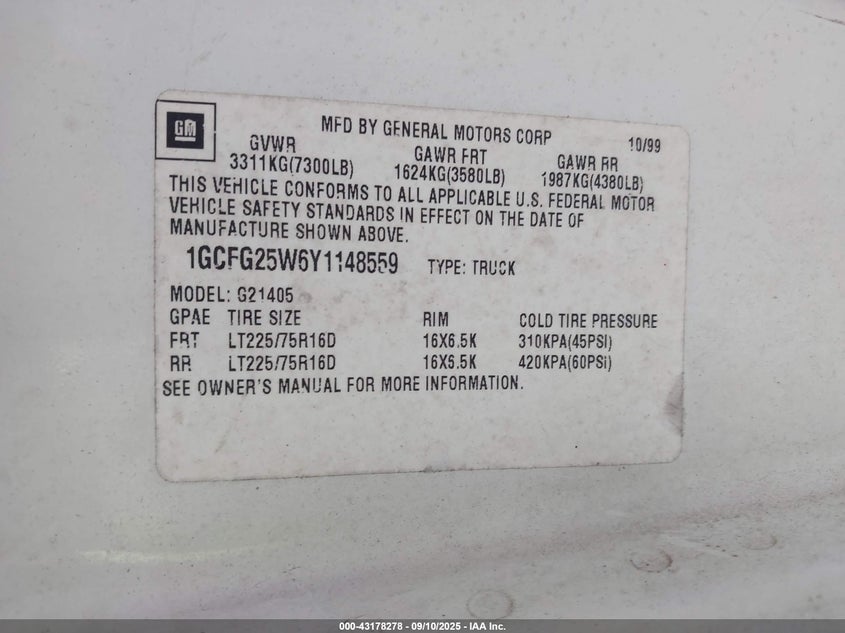 GM
MFD BY GENERAL MOTORS CORP 10/99
GVWR GAWR FRT GAWR RR
3311KG(7300LB) 1624KG(3580LB) 1987KG(4380LB)
THIS VEHICLE CONFORMS TO ALL APPLICABLE U.S. FEDERAL MOTOR
VEHICLE SAFETY STANDARDS IN EFFECT ON THE DATE OF
MANUFACTURE SHOWN ABOVE.
1GCFG25W6Y1148559 TYPE: TRUCK
MODEL: G21405
GPAE TIRE SIZE RIM COLD TIRE PRESSURE
FRT LT225/75R16D 16X6.5K 310KPA(45PSI)
RR LT225/75R16D 16X6.5K 420KPA(60PSI)
SEE OWNER'S MANUAL FOR MORE INFORMATION.
000-43178278 - 09/10/2025 - IAA Inc.